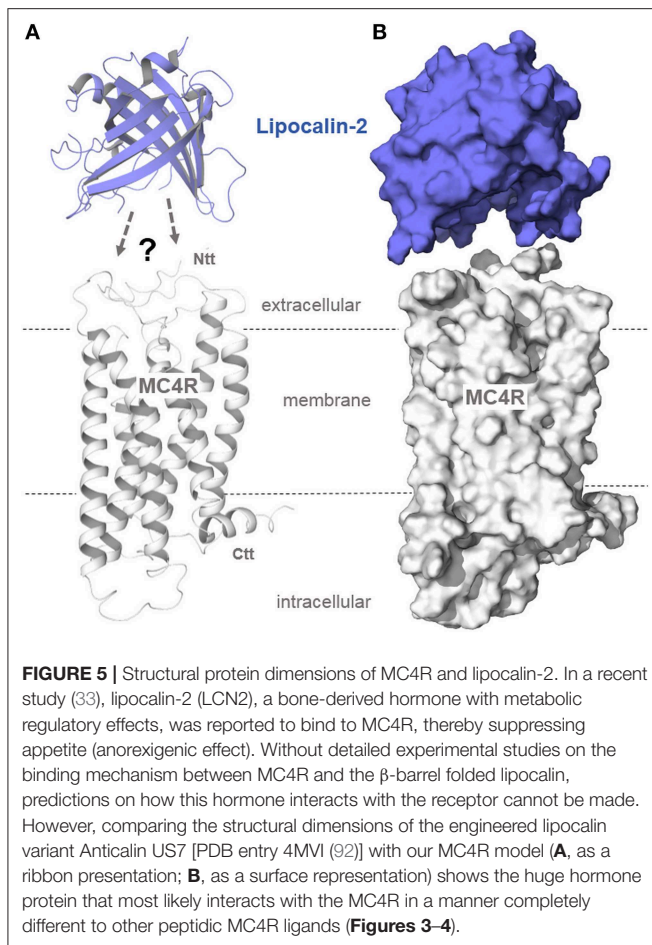 A
B
Lipocalin-2
?
Ntt
extracellular
MC4R
MC4R
membrane
Ctt
intracellular
FIGURE 5 | Structural protein dimensions of MC4R and lipocalin-2. In a recent
study (33), lipocalin-2 (LCN2), a bone-derived hormone with metabolic
regulatory effects, was reported to bind to MC4R, thereby suppressing
appetite (anorexigenic effect). Without detailed experimental studies on the
binding mechanism between MC4R and the β-barrel folded lipocalin,
predictions on how this hormone interacts with the receptor cannot be made.
However, comparing the structural dimensions of the engineered lipocalin
variant Anticalin US7 [PDB entry 4MVI (92)] with our MC4R model (A, as a
ribbon presentation; B, as a surface representation) shows the huge hormone
protein that most likely interacts with the MC4R in a manner completely
different to other peptidic MC4R ligands (Figures 3–4).